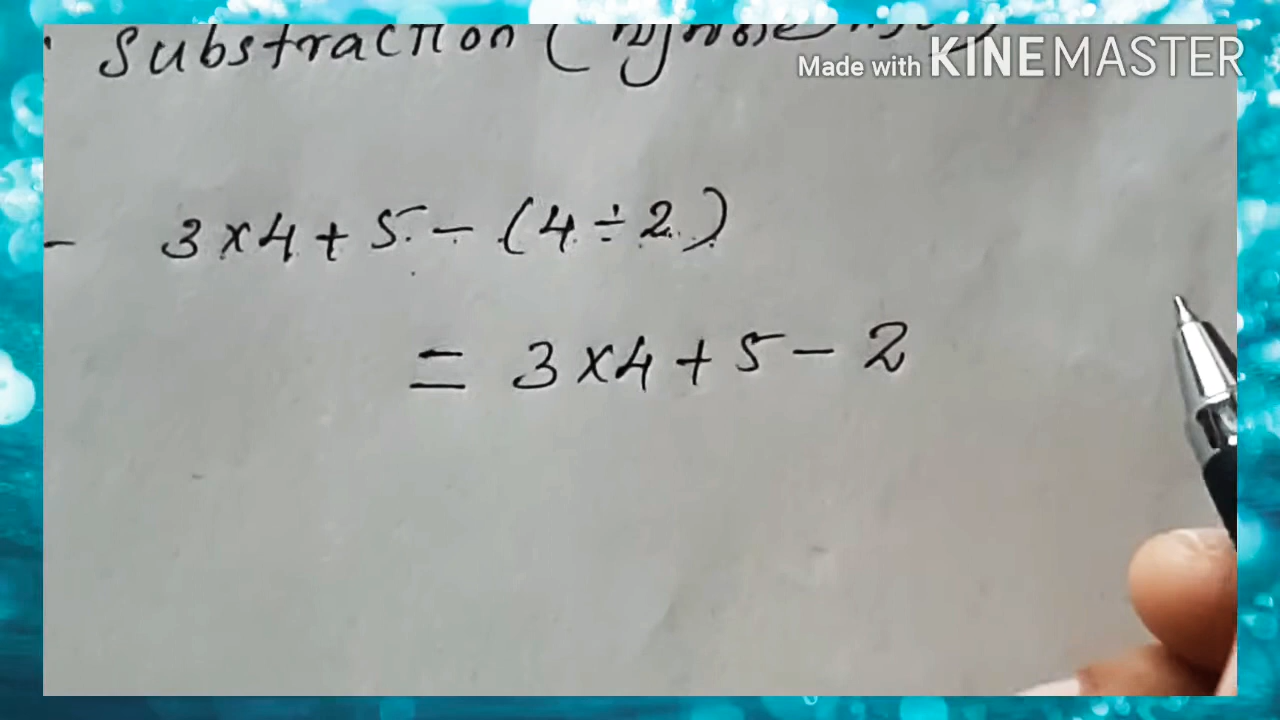 : Substraction (
Made with KINEMASTER
- 3×4+5-(4÷2)
= 3×4+5-2